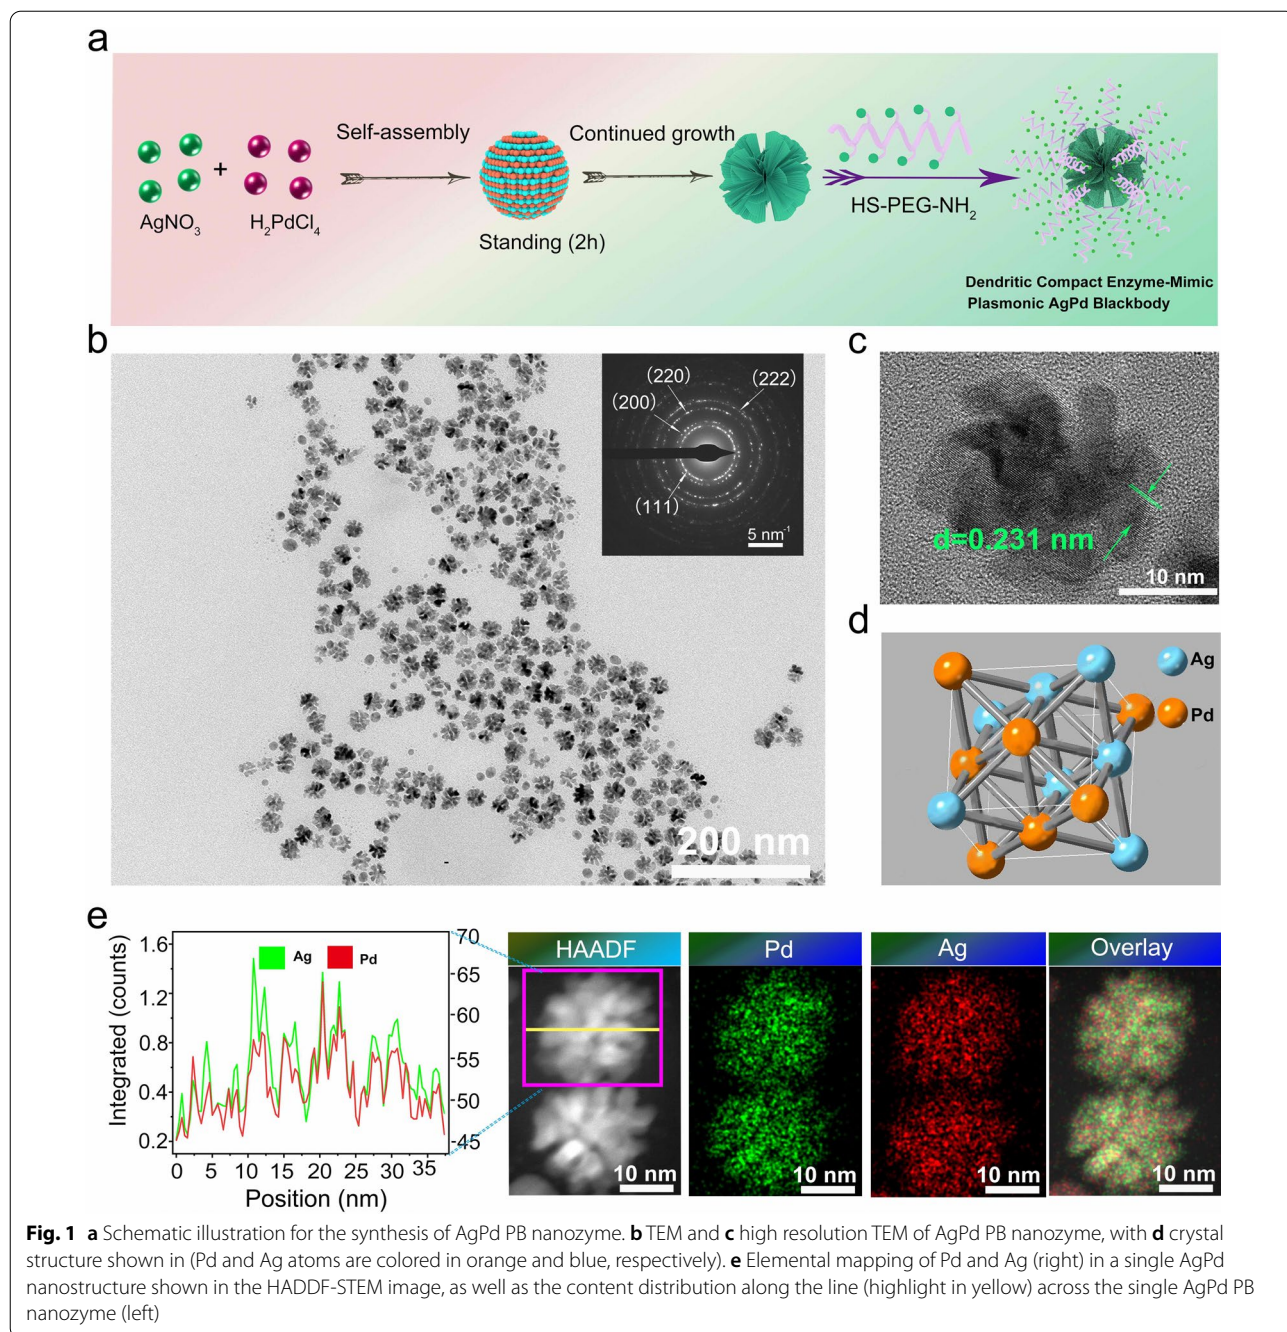 a
Self-assembly
Continued growth
+
AgNO3
H2PdCl4
Standing (2h)
HS-PEG-NH2
Dendritic Compact Enzyme-Mimic
Plasmonic AgPd Blackbody
b
(220)
(222)
(200)
(111)
5 nm-1
200 nm
c
d=0.231 nm
10 nm
d
Ag
Pd
e
Integrated (counts)
1.6
1.2
0.8
0.4
0.2
Ag
Pd
70
65
60
55
50
45
0
5
10
15
20
25
30
35
Position (nm)
HAADF
Pd
Ag
Overlay
10 nm
10 nm
10 nm
10 nm
Fig. 1 a Schematic illustration for the synthesis of AgPd PB nanozyme. b TEM and c high resolution TEM of AgPd PB nanozyme, with d crystal
structure shown in (Pd and Ag atoms are colored in orange and blue, respectively). e Elemental mapping of Pd and Ag (right) in a single AgPd
nanostructure shown in the HADDF-STEM image, as well as the content distribution along the line (highlight in yellow) across the single AgPd PB
nanozyme (left)